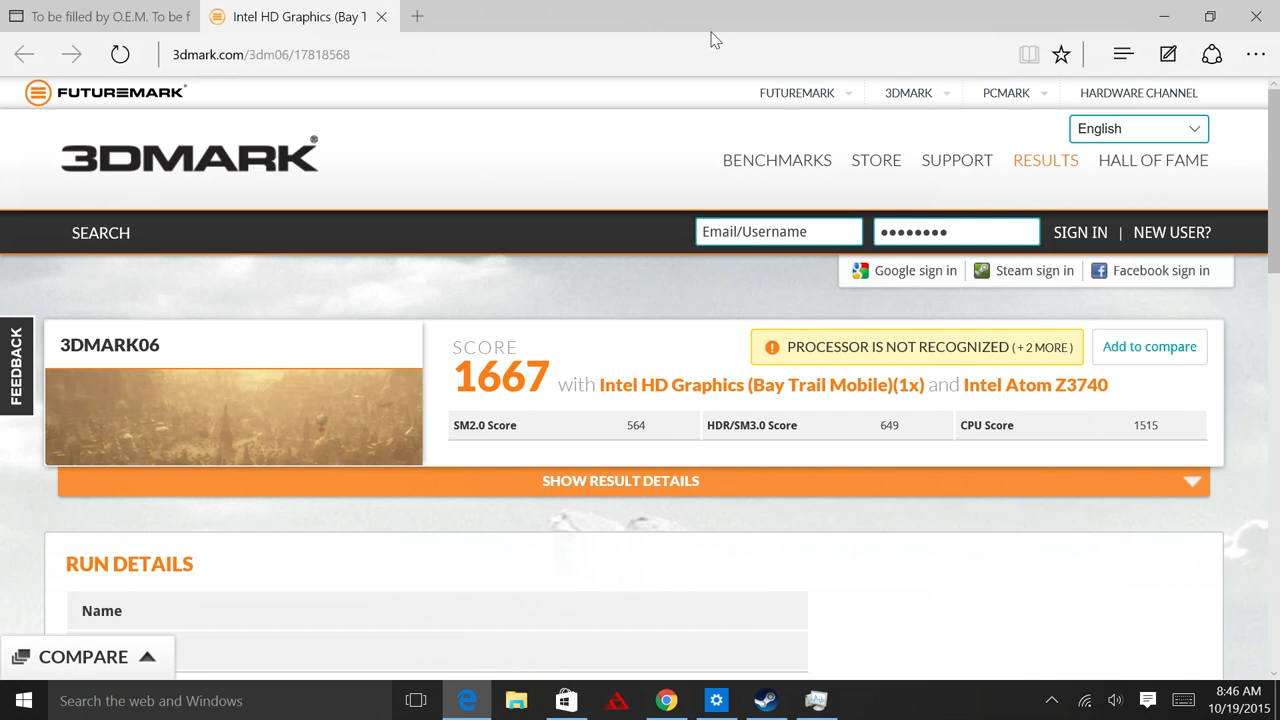 To be filled by O.E.M. To be f
Intel HD Graphics (Bay T
3dmark.com/3dm06/17818568
FUTUREMARK
FUTUREMARK
3DMARK
PCMARK
HARDWARE CHANNEL
English
3DMARK
BENCHMARKS
STORE
SUPPORT
RESULTS
HALL OF FAME
SEARCH
Email/Username
SIGN IN | NEW USER?
Google sign in
Steam sign in
Facebook sign in
FEEDBACK
3DMARK06
SCORE
PROCESSOR IS NOT RECOGNIZED ( + 2 MORE )
Add to compare
1667 with Intel HD Graphics (Bay Trail Mobile)(1x) and Intel Atom Z3740
SM2.0 Score 564
HDR/SM3.0 Score 649
CPU Score 1515
SHOW RESULT DETAILS
RUN DETAILS
Name
COMPARE
Search the web and Windows
8:46 AM
10/19/2015